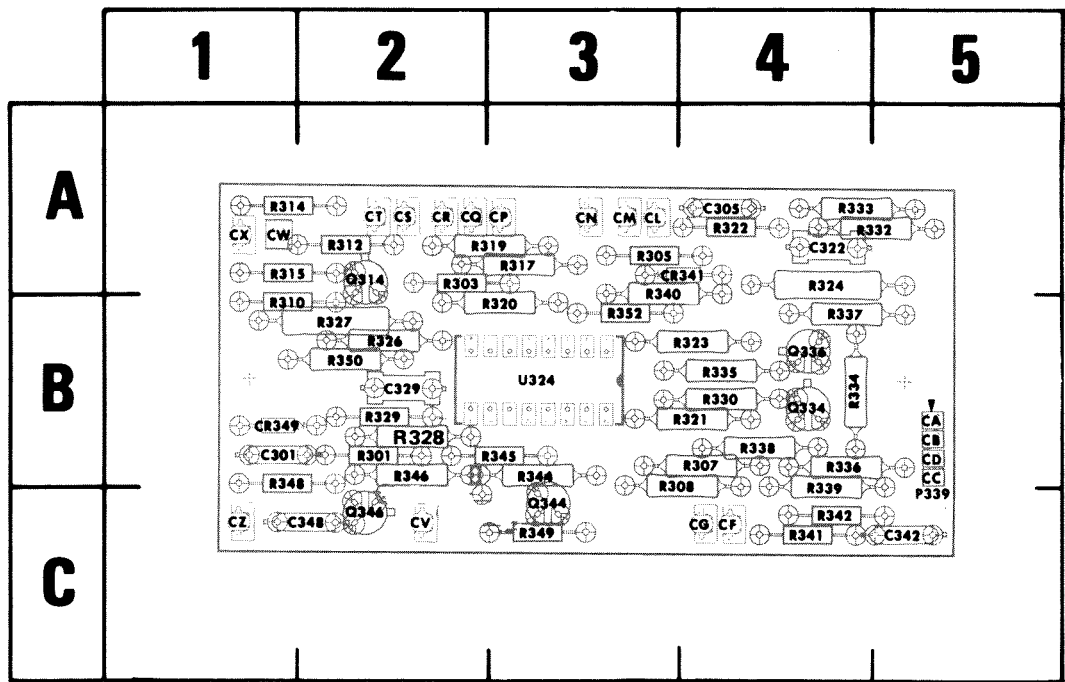 1 2 3 4 5
A
R314 CT CS CR CQ CP CN CM CL C305 R333
CX CW R322 R332
R312 R319 R305 C322
R315 Q314 R317 CR341
R303 R324
R310 R320 R340
R327 R352 R337
B
R326 R323 Q336
R350 U324 R335 R334
C329 R330
R329 R321 Q334 CA
CR349 R328 CB
C301 R301 R345 R338 CD
R346 R344 R307 R336 CC
R348 R308 R339 P339
C
Q346 Q344
CZ C348 CV CG CF R342
R349 R341 C342